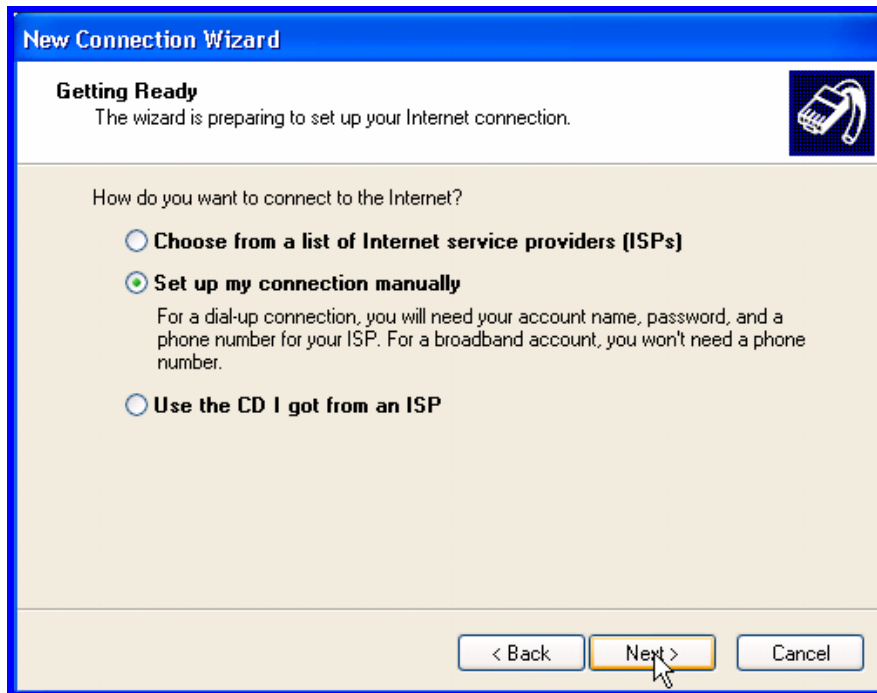 New Connection Wizard
Getting Ready
The wizard is preparing to set up your Internet connection.
How do you want to connect to the Internet?
Choose from a list of Internet service providers (ISPs)
Set up my connection manually
For a dial-up connection, you will need your account name, password, and a
phone number for your ISP. For a broadband account, you won't need a phone
number.
Use the CD I got from an ISP
< Back Next > Cancel